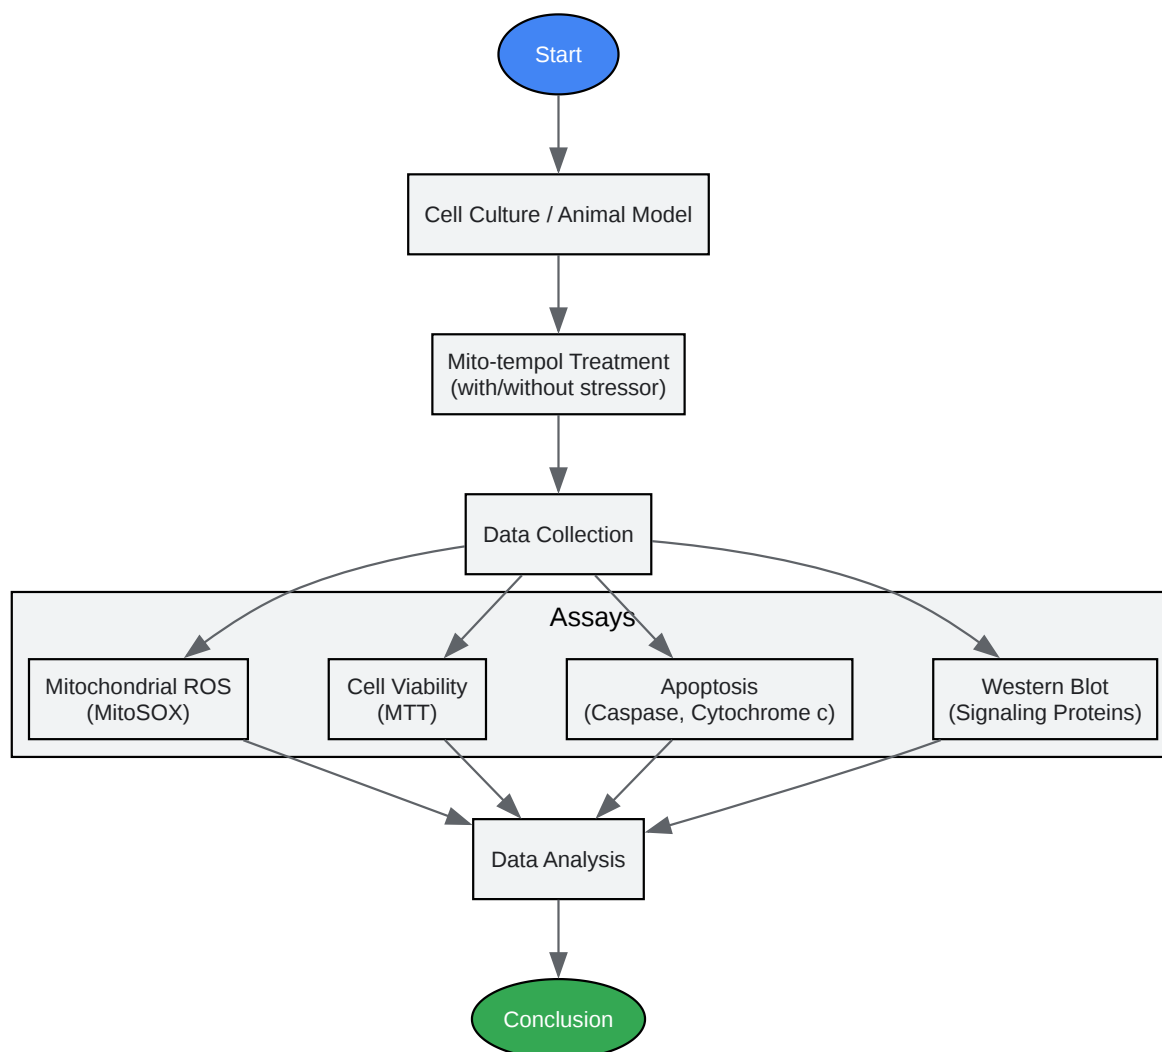 Start
Cell Culture / Animal Model
Mito-tempol Treatment
(with/without stressor)
Data Collection
Assays
Mitochondrial ROS
(MitoSOX)
Cell Viability
(MTT)
Apoptosis
(Caspase, Cytochrome c)
Western Blot
(Signaling Proteins)
Data Analysis
Conclusion